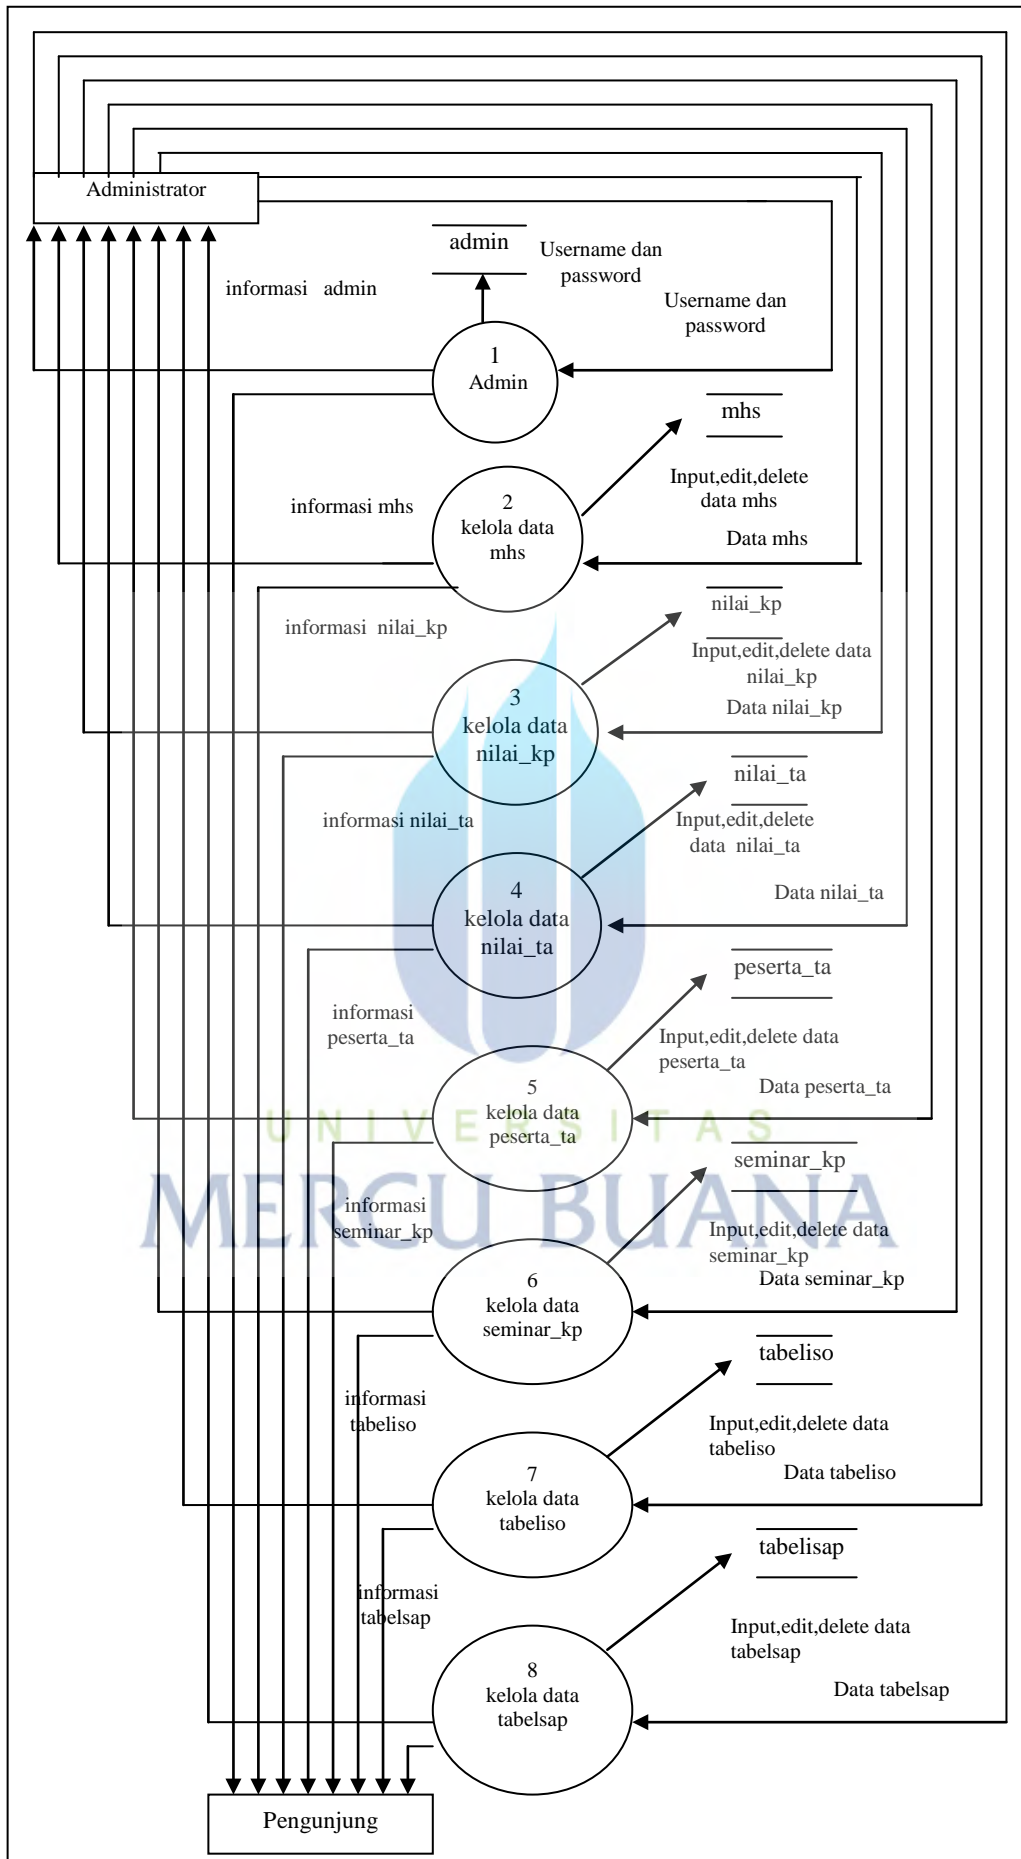 Administrator
admin
Username dan
password
informasi admin
Username dan
password
1
Admin
mhs
Input,edit,delete
data mhs
informasi mhs
2
kelola data
mhs
Data mhs
nilai_kp
informasi nilai_kp
Input,edit,delete data
nilai_kp
3
kelola data
nilai_kp
Data nilai_kp
nilai_ta
informasi nilai_ta
Input,edit,delete
data nilai_ta
4
kelola data
nilai_ta
Data nilai_ta
peserta_ta
informasi
peserta_ta
Input,edit,delete data
peserta_ta
5
kelola data
peserta_ta
Data peserta_ta
UNIVERSITAS
MERCU BUANA
seminar_kp
informasi
seminar_kp
Input,edit,delete data
seminar_kp
Data seminar_kp
6
kelola data
seminar_kp
tabeliso
informasi
tabeliso
Input,edit,delete data
tabeliso
Data tabeliso
7
kelola data
tabeliso
tabelisap
informasi
tabelsap
Input,edit,delete data
tabelsap
8
kelola data
tabelsap
Data tabelsap
Pengunjung